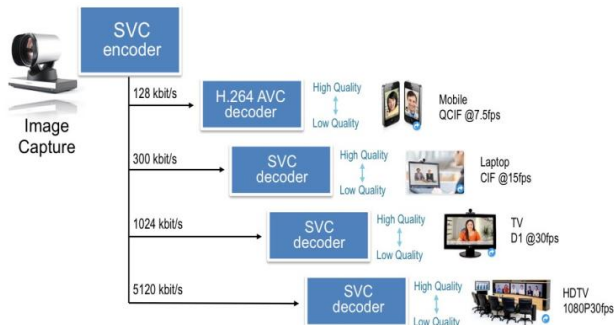 SVC
encoder
Image
Capture
128 kbit/s
H.264 AVC
decoder
High Quality
Low Quality
Mobile
QCIF @7.5fps
300 kbit/s
SVC
decoder
High Quality
Low Quality
Laptop
CIF @15fps
1024 kbit/s
SVC
decoder
High Quality
Low Quality
TV
D1 @30fps
5120 kbit/s
SVC
decoder
High Quality
Low Quality
HDTV
1080P30fps